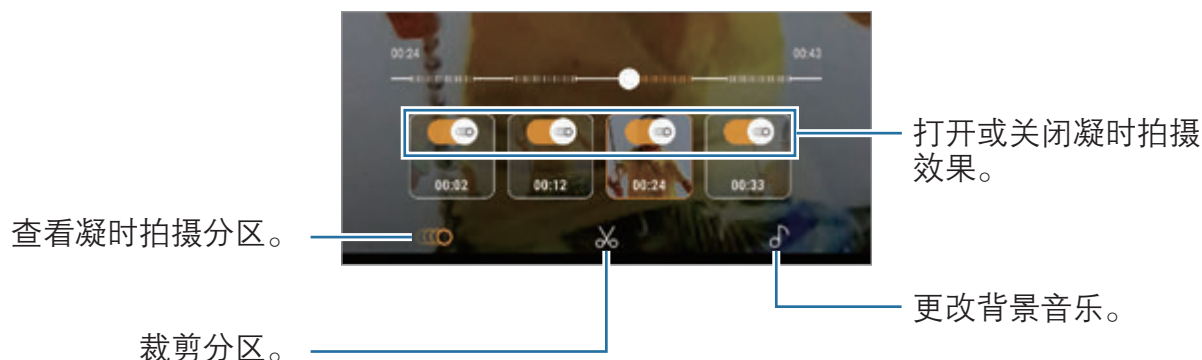 00:24
00:43
打开或关闭凝时拍摄
效果。
00:02
00:12
00:24
00:33
查看凝时拍摄分区。
更改背景音乐。
裁剪分区。